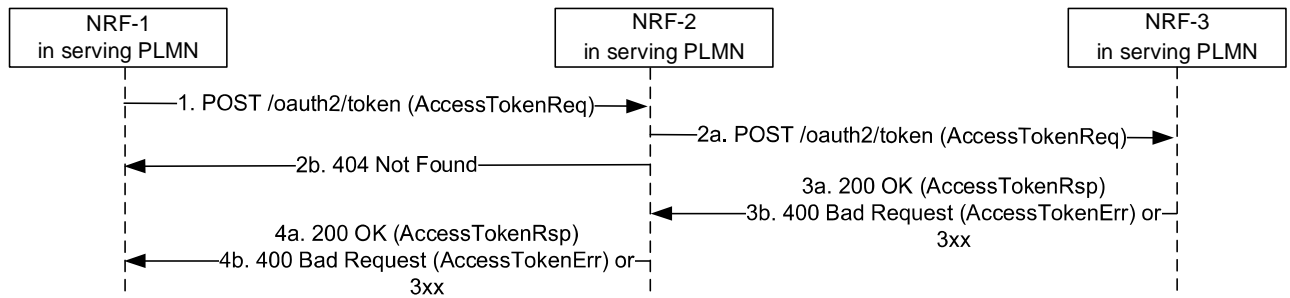 NRF-1
in serving PLMN
NRF-2
in serving PLMN
NRF-3
in serving PLMN
1. POST /oauth2/token (AccessTokenReq)
2a. POST /oauth2/token (AccessTokenReq)
2b. 404 Not Found
3a. 200 OK (AccessTokenRsp)
3b. 400 Bad Request (AccessTokenErr) or
3xx
4a. 200 OK (AccessTokenRsp)
4b. 400 Bad Request (AccessTokenErr) or
3xx